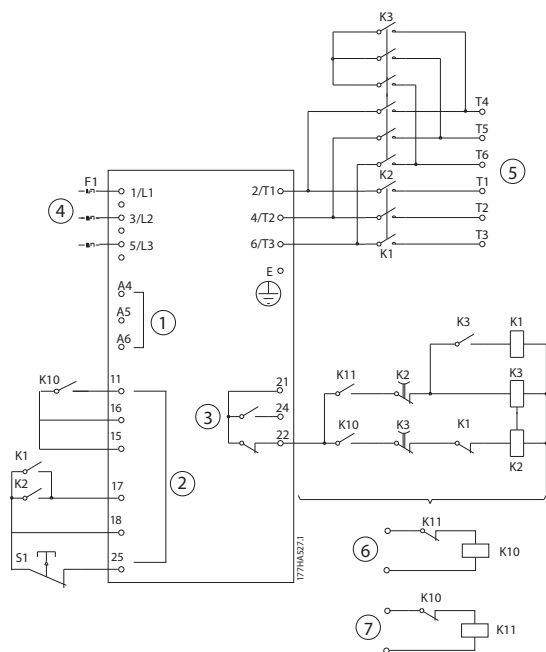 K3
T4
T5
T6
5
K2
T1
T2
T3
K1
F1
4
1/L1
3/L2
5/L3
2/T1
4/T2
6/T3
E
A4
A5
A6
1
K10
11
16
15
K1
K2
17
2
18
S1
25
3
21
24
22
K3
K1
K11
K2
K3
K10
K3
K1
K2
177HA527.1
6
K11
K10
7
K10
K11